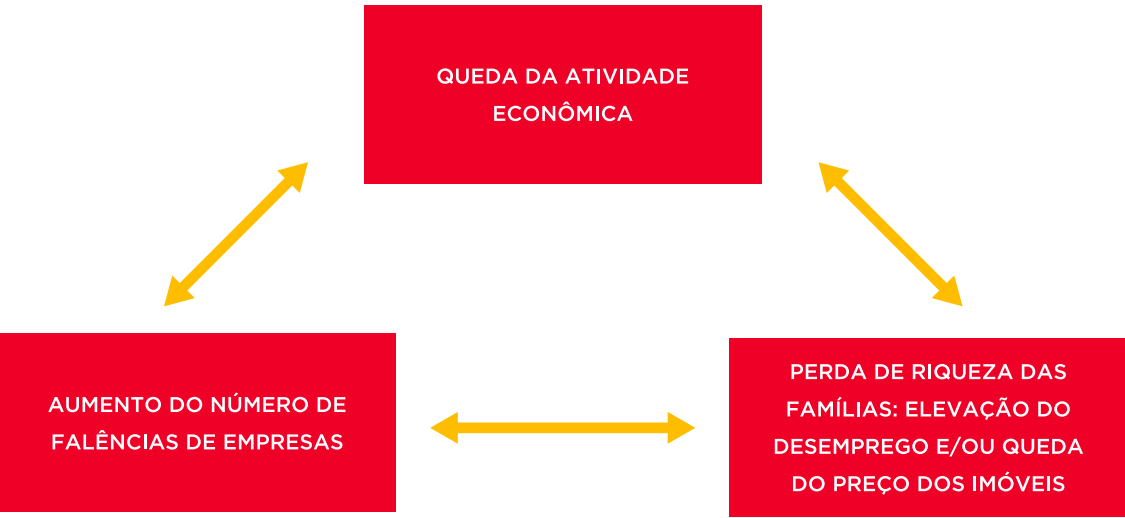 QUEDA DA ATIVIDADE
ECONÔMICA
AUMENTO DO NÚMERO DE
FALÊNCIAS DE EMPRESAS
PERDA DE RIQUEZA DAS
FAMÍLIAS: ELEVAÇÃO DO
DESEMPREGO E/OU QUEDA
DO PREÇO DOS IMÓVEIS